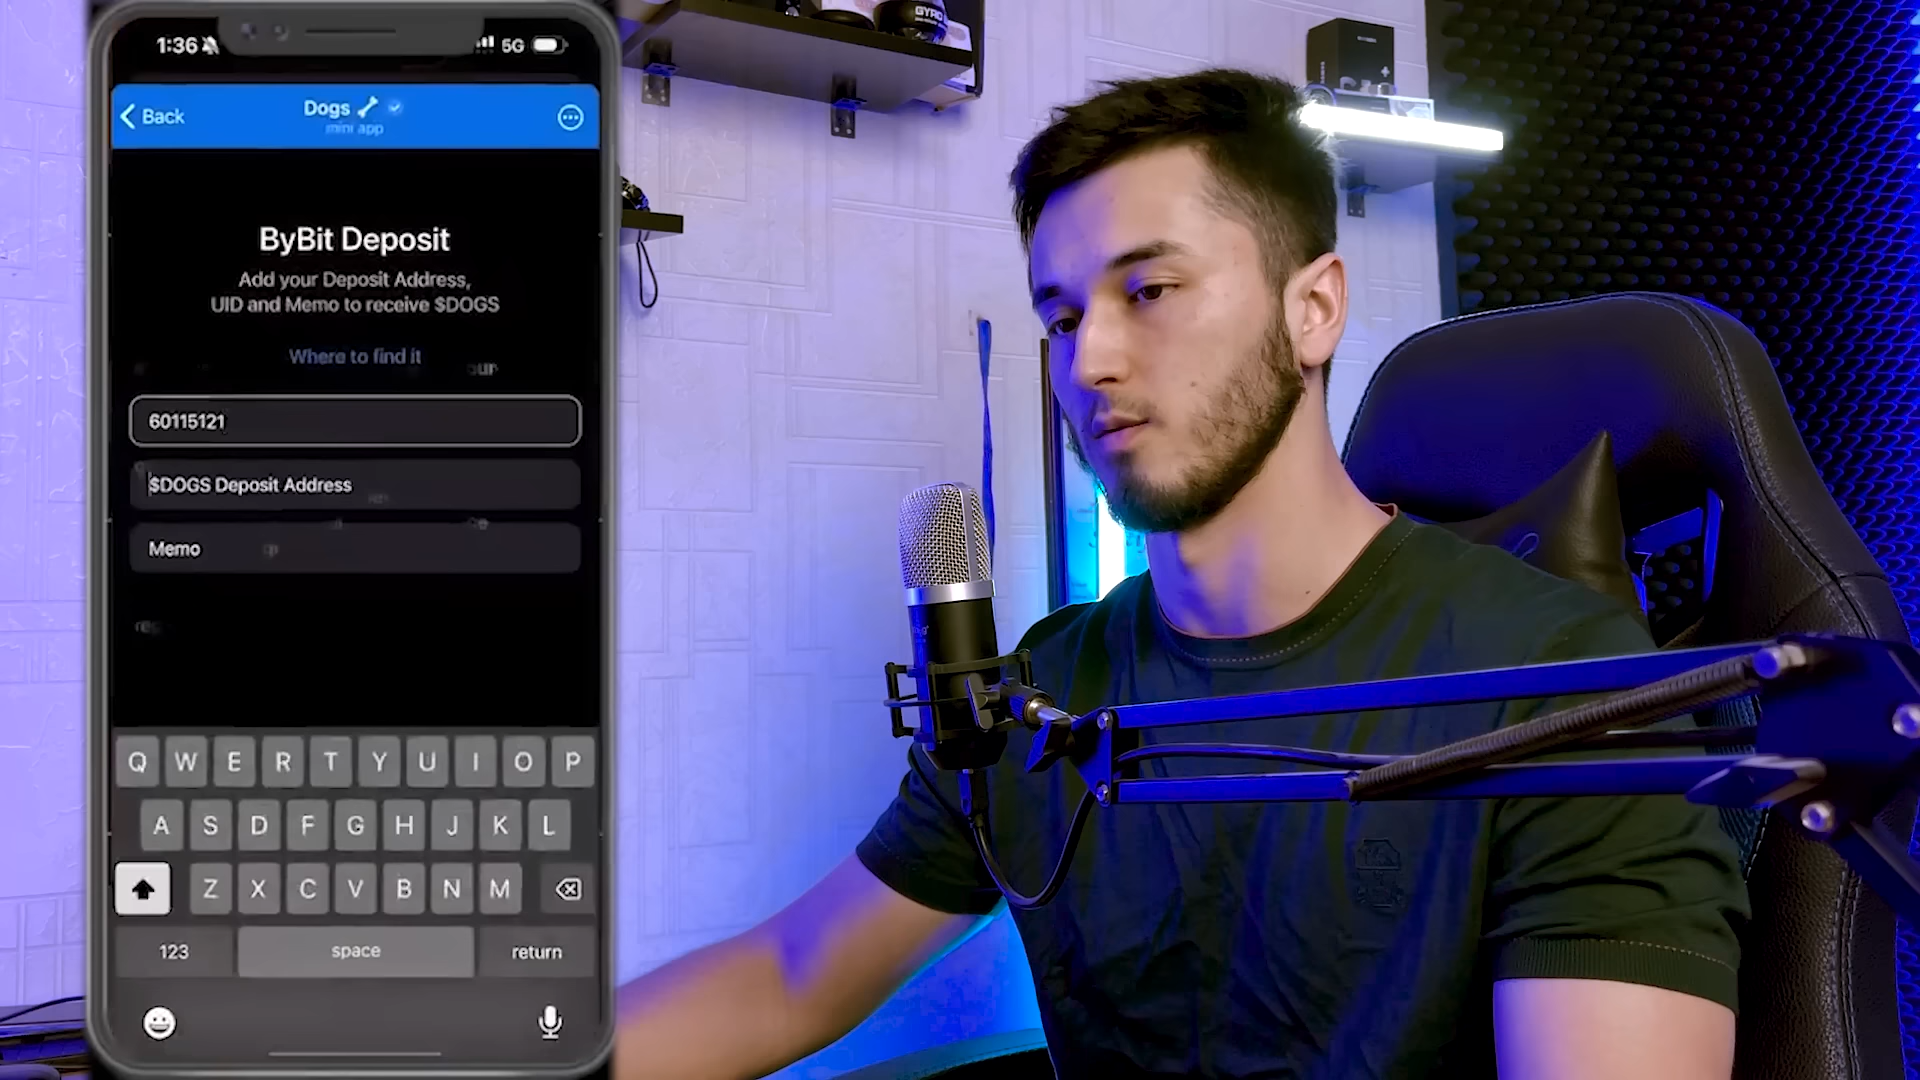 1:36
5G
Back
Dogs
mini app
ByBit Deposit
Add your Deposit Address,
UID and Memo to receive $DOGS
Where to find it
60115121
$DOGS Deposit Address
Memo
Q W E R T Y U I O P
A S D F G H J K L
Z X C V B N M
123 space return
GYRO